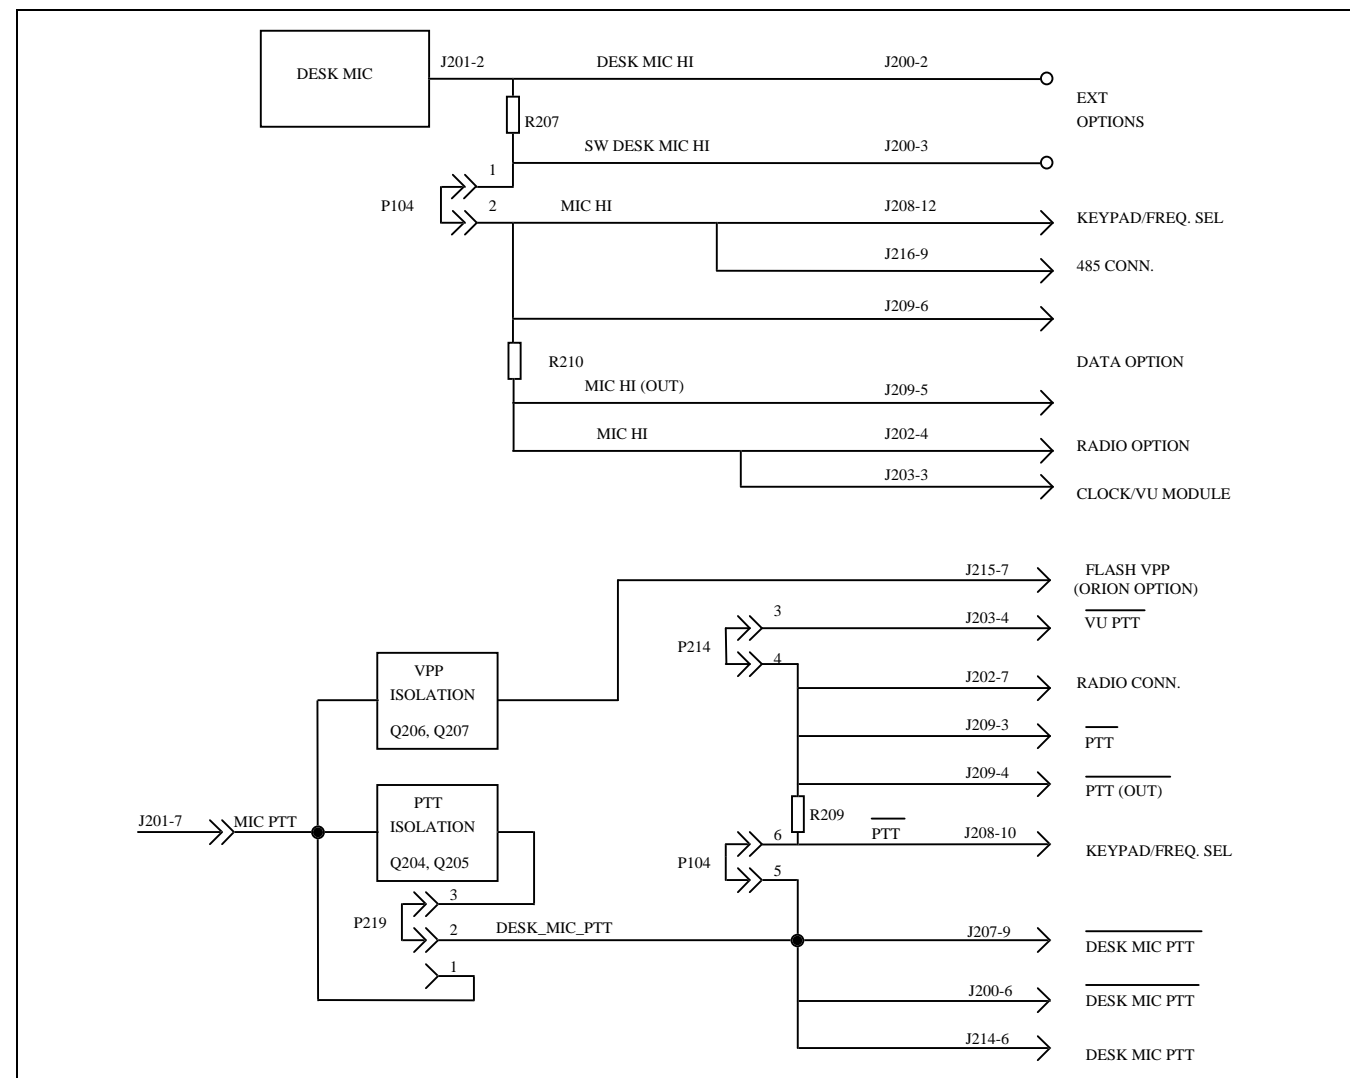 J201-2 DESK MIC HI J200-2
DESK MIC
EXT
OPTIONS
R207
SW DESK MIC HI J200-3
1
P104 2 MIC HI J208-12
KEYPAD/FREQ. SEL
J216-9
485 CONN.
J209-6
R210 DATA OPTION
MIC HI (OUT) J209-5
MIC HI J202-4
RADIO OPTION
J203-3
CLOCK/VU MODULE
J215-7 FLASH VPP
(ORION OPTION)
3 J203-4 VU PTT
P214
4
J202-7 RADIO CONN.
VPP
ISOLATION
Q206, Q207
J209-3
PTT
J209-4
PTT (OUT)
PTT
ISOLATION
Q204, Q205
R209
J201-7 MIC PTT
6 PTT J208-10
KEYPAD/FREQ. SEL
P104
5
3
P219
2 DESK_MIC_PTT J207-9
DESK MIC PTT
1
J200-6
DESK MIC PTT
J214-6
DESK MIC PTT